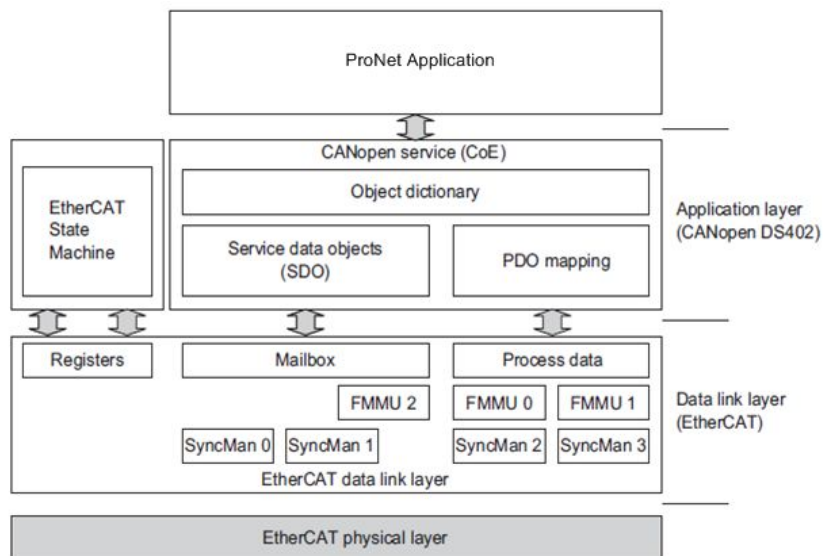 ProNet Application
CANopen service (CoE)
Object dictionary
EtherCAT
State
Machine
Service data objects
(SDO)
PDO mapping
Application layer
(CANopen DS402)
Registers
Mailbox
Process data
FMMU 2
FMMU 0
FMMU 1
Data link layer
(EtherCAT)
SyncMan 0
SyncMan 1
SyncMan 2
SyncMan 3
EtherCAT data link layer
EtherCAT physical layer